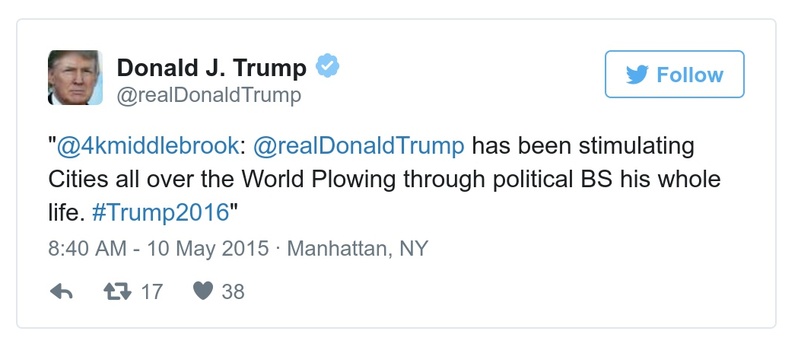 Donald J. Trump
@realDonaldTrump
Follow
"@4kmiddlebrook: @realDonaldTrump has been stimulating
Cities all over the World Plowing through political BS his whole
life. #Trump2016"
8:40 AM - 10 May 2015 · Manhattan, NY
17 38